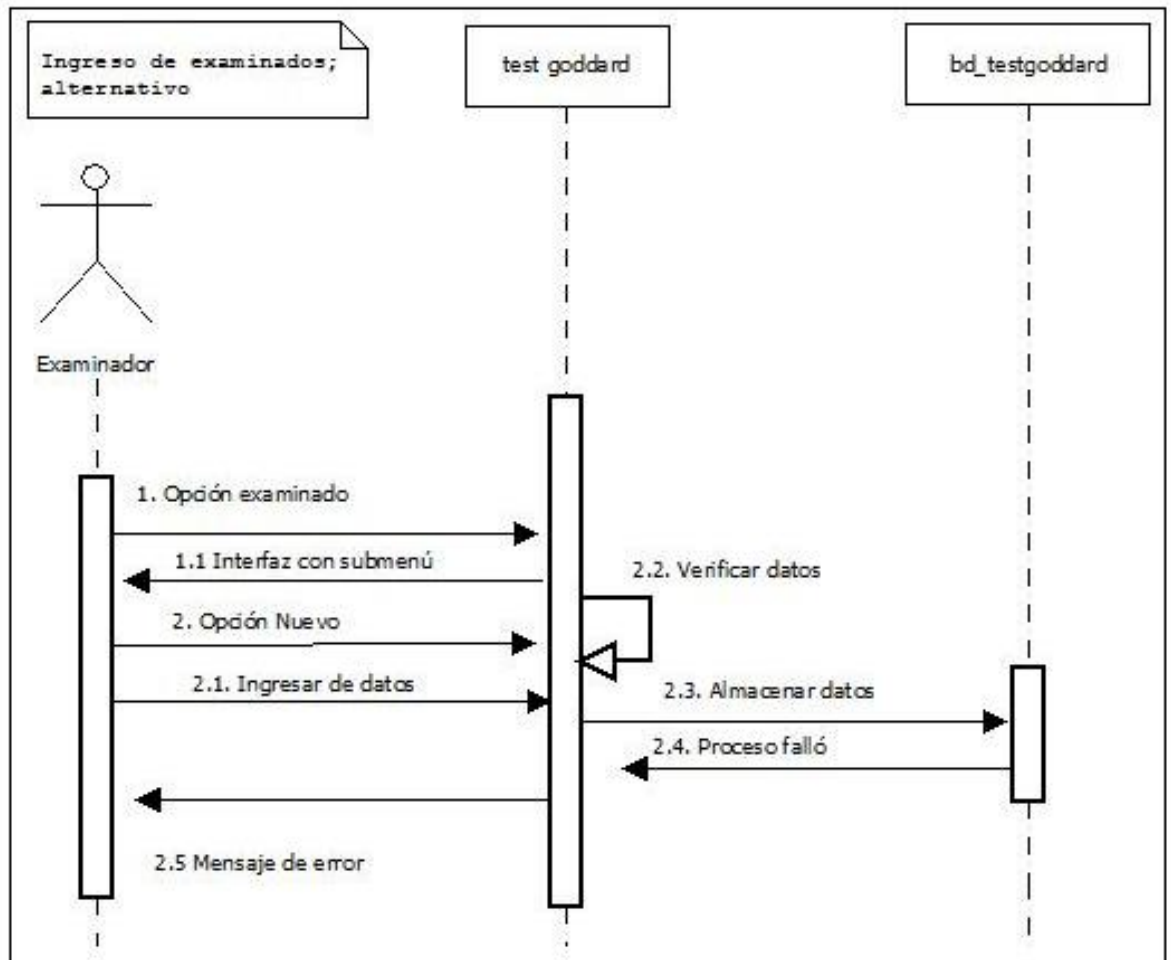 Ingreso de examinados;
alternativo
test goddard
bd_testgoddard
Examinador
1. Opción examinado
1.1 Interfaz con submenú
2.2. Verificar datos
2. Opción Nuevo
2.1. Ingresar de datos
2.3. Almacenar datos
2.4. Proceso falló
2.5 Mensaje de error